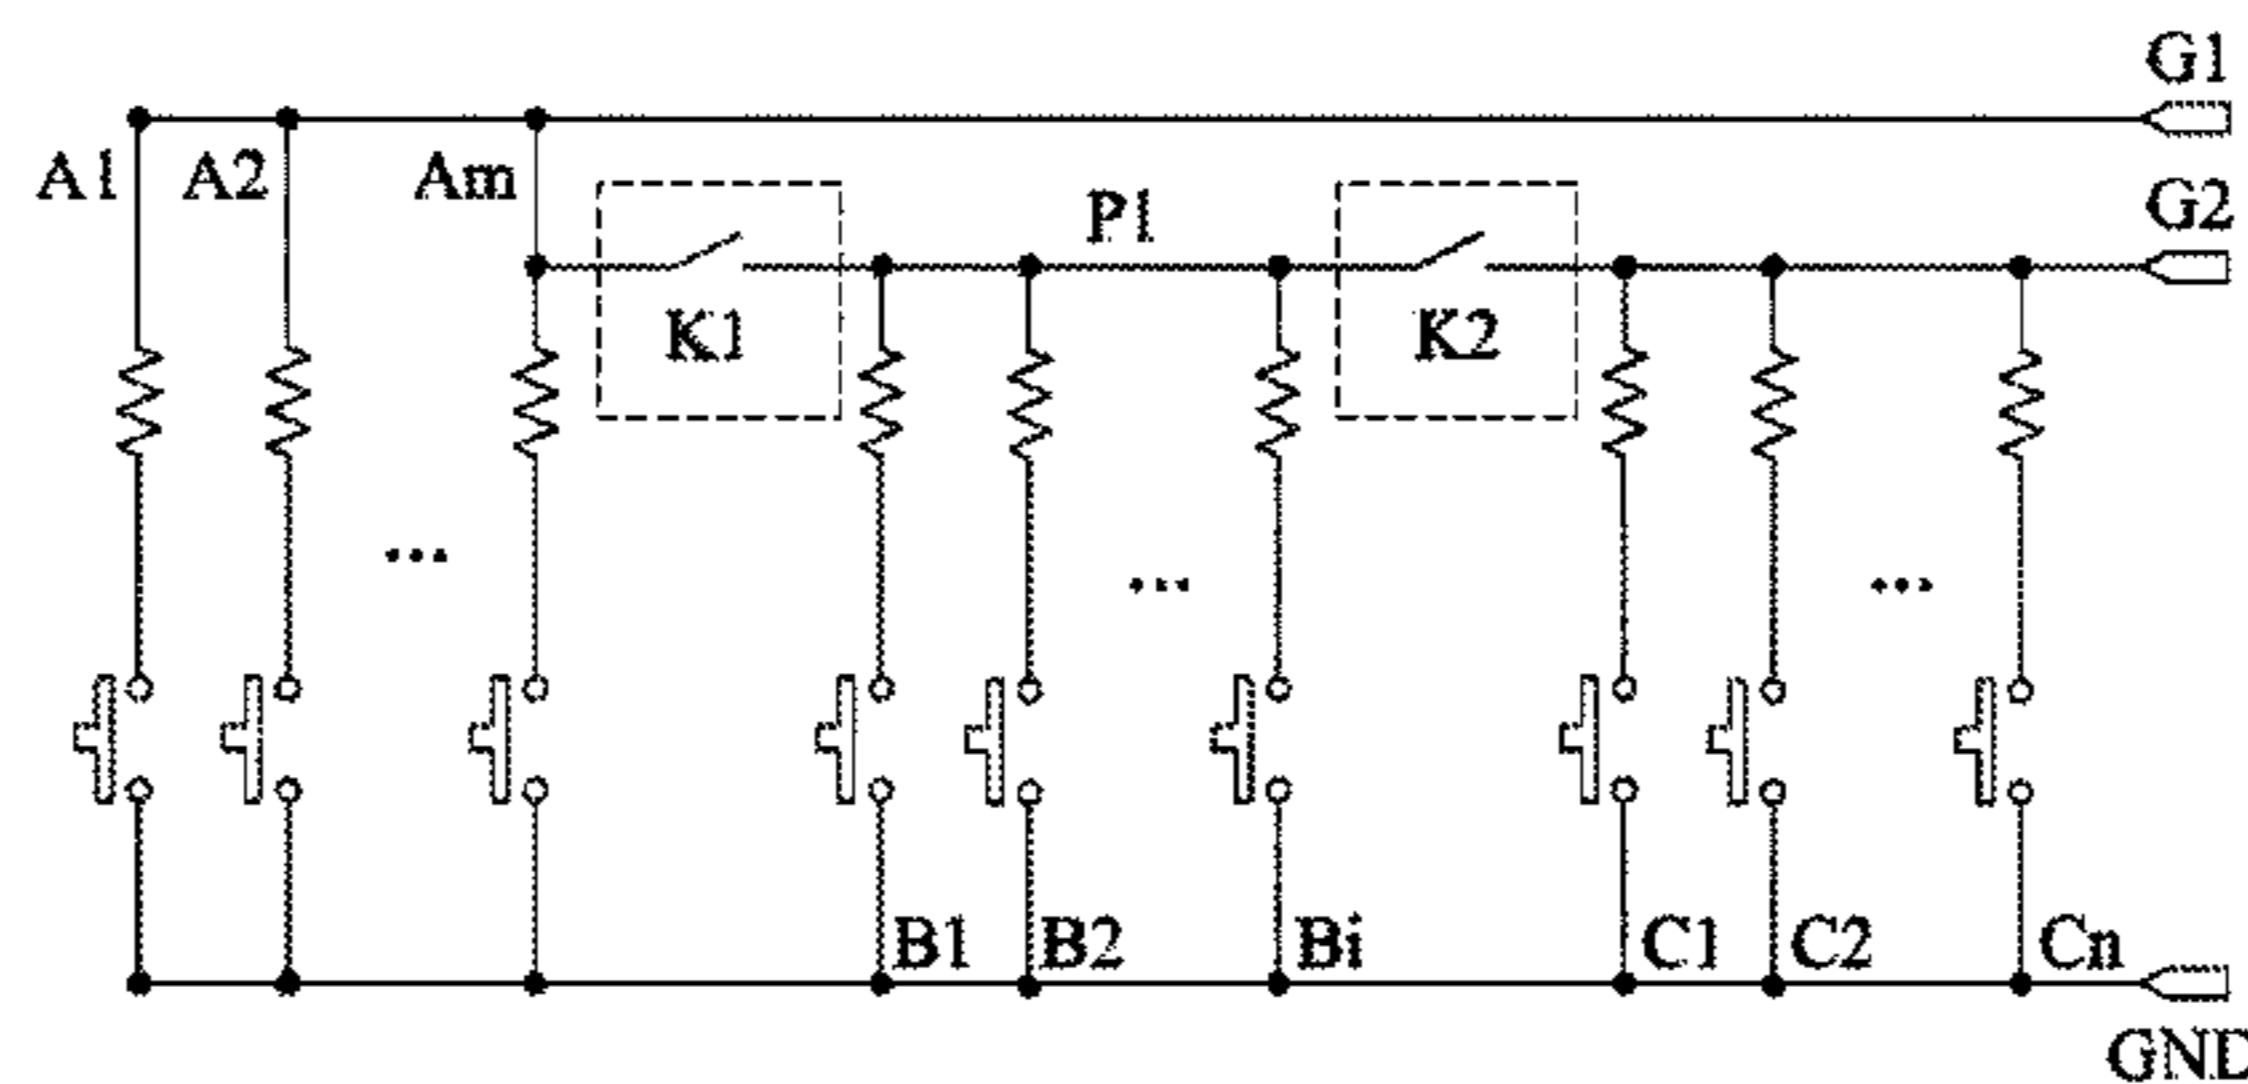 G1
A1 A2 Am P1 G2
K1 K2
...
... ...
B1 B2 Bi C1 C2 Cn
GND